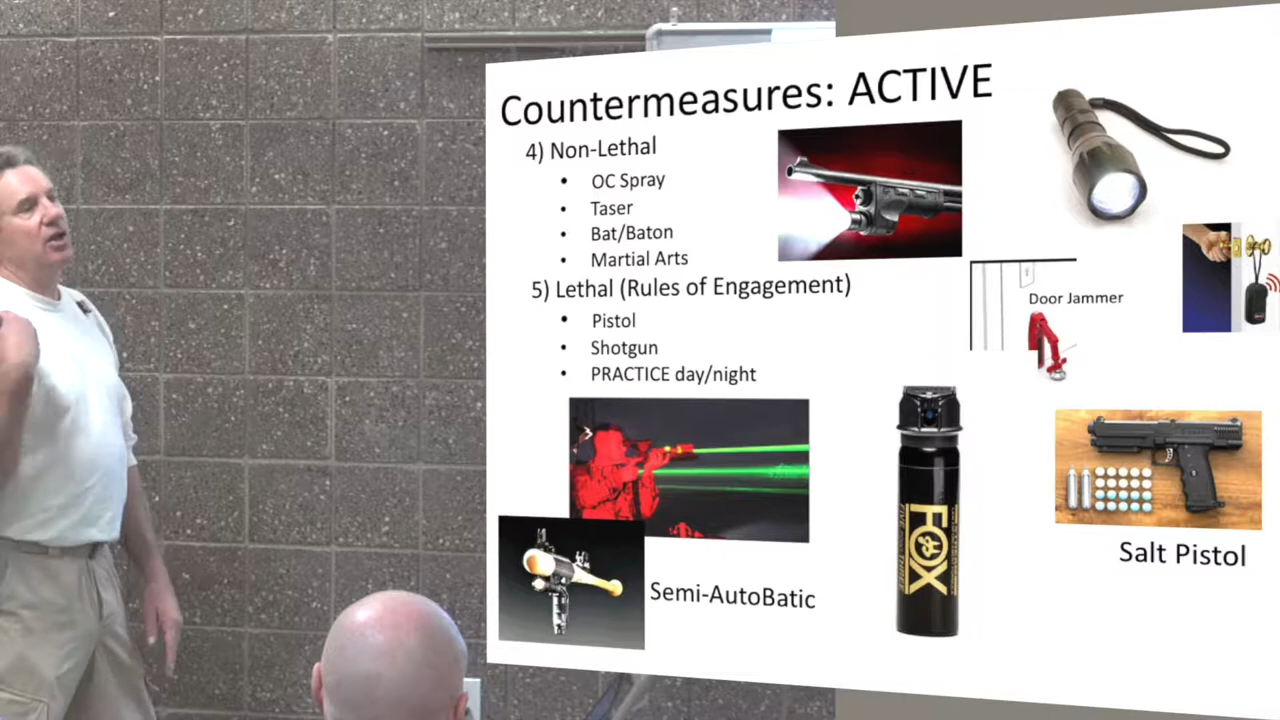 Countermeasures: ACTIVE
4) Non-Lethal
• OC Spray
• Taser
• Bat/Baton
• Martial Arts
5) Lethal (Rules of Engagement)
• Pistol
• Shotgun
• PRACTICE day/night
Door Jammer
FOX
FIVE
Salt Pistol
Semi-AutoBatic